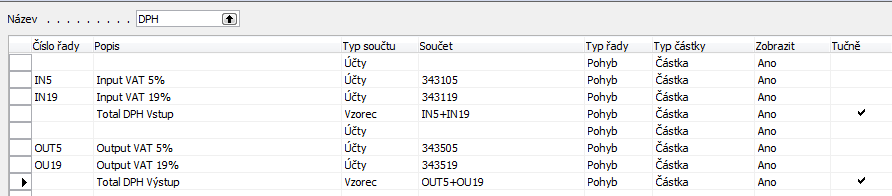 Název . . . . . . . . . DPH
Číslo řady Popis Typ součtu Součet Typ řady Typ částky Zobrazit Tučně
Účty Pohyb Částka Ano
IN5 Input VAT 5% Účty 343105 Pohyb Částka Ano
IN19 Input VAT 19% Účty 343119 Pohyb Částka Ano
Total DPH Vstup Vzorec IN5+IN19 Pohyb Částka Ano ✔
Účty Pohyb Částka Ano
OUT5 Output VAT 5% Účty 343505 Pohyb Částka Ano
OU19 Output VAT 19% Účty 343519 Pohyb Částka Ano
Total DPH Výstup Vzorec OUT5+OU19 Pohyb Částka Ano ✔